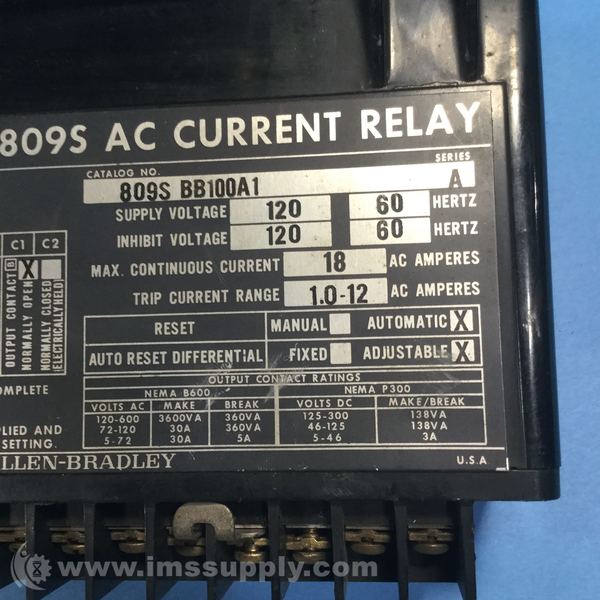 809S AC CURRENT RELAY
CATALOG NO. SERIES
809S BB100A1 A
SUPPLY VOLTAGE 120 60 HERTZ
INHIBIT VOLTAGE 120 60 HERTZ
MAX. CONTINUOUS CURRENT 18 AC AMPERES
TRIP CURRENT RANGE 1.0-12 AC AMPERES
C1 C2
OUTPUT CONTACT B X
NORMALLY OPEN
NORMALLY CLOSED
(ELECTRICALLY HELD)
RESET MANUAL AUTOMATIC X
AUTO RESET DIFFERENTIAL FIXED ADJUSTABLE X
OUTPUT CONTACT RATINGS
NEMA B600 NEMA P300
VOLTS AC MAKE BREAK VOLTS DC MAKE/BREAK
120-600 3600VA 360VA 125-300 138VA
72-120 30A 360VA 46-125 138VA
5-72 30A 5A 5-46 3A
OMPLETE
PLIED AND
SETTING.
LLEN-BRADLEY U.S.A
© www.imssupply.com